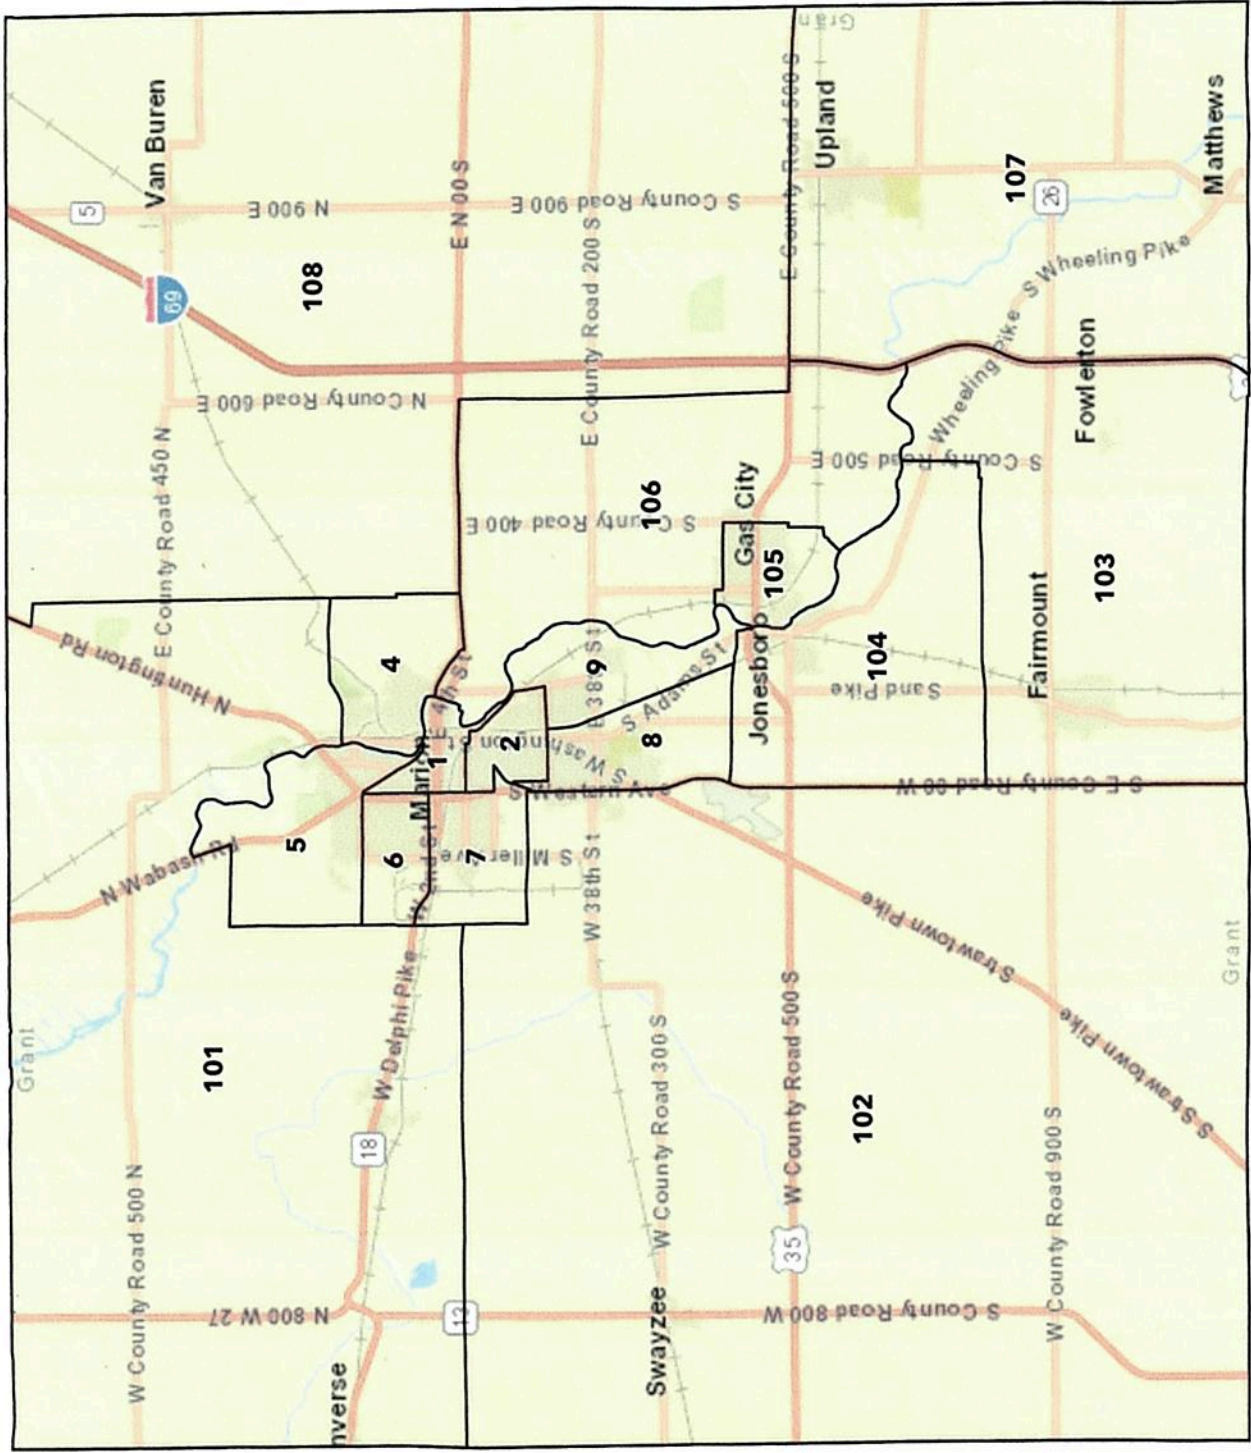 Grant
Gran
Grant
Van Buren
Upland
Matthews
Fowlerton
Fairmount
Gas City
Jonesboro
Marion
Swayzee
nverse
108
107
106
105
104
103
102
101
1
2
4
5
6
7
8
9
5
69
26
18
13
35
N 900 E
E N 00 S
S County Road 900 E
E County Road 200 S
E County Road 500 S
S Wheeling Pike
Wheeling Pike
N County Road 600 E
E County Road 450 N
S County Road 500 E
S County Road 400 E
N Huntington Rd
E 4th St
E 38th St
S Adams St
Sand Pike
S Washington St
S Western Ave
S E County Road 00 W
N Wabash Rd
W 2nd St
S Miller Ave
W 38th St
W Delphi Pike
S Strawtown Pike
S Strawtown Pike
W County Road 500 N
W County Road 300 S
W County Road 500 S
W County Road 900 S
N 800 W 27
S County Road 800 W